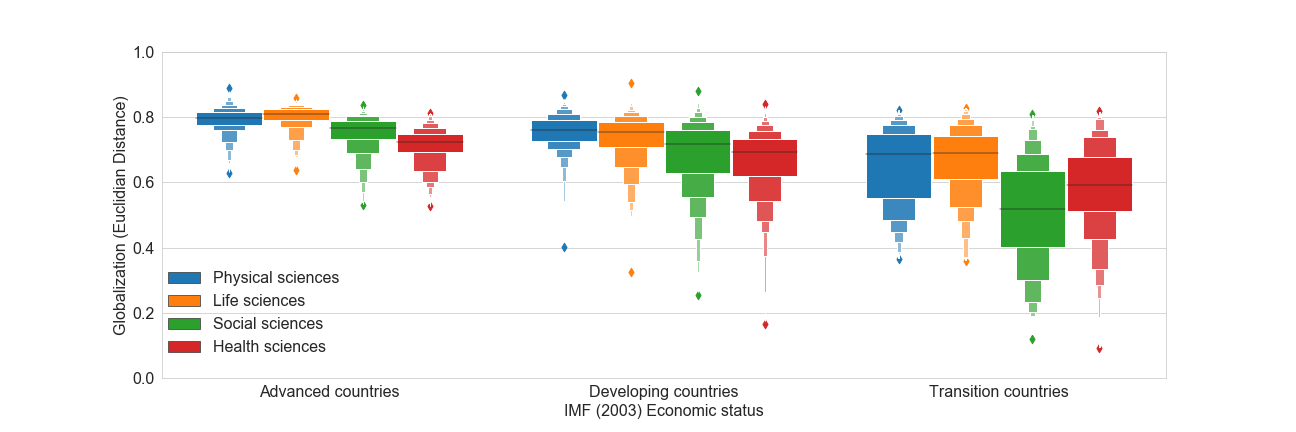 1.0
0.8
0.6
0.4
0.2
0.0
Globalization (Euclidian Distance)
Physical sciences
Life sciences
Social sciences
Health sciences
Advanced countries
Developing countries
Transition countries
IMF (2003) Economic status